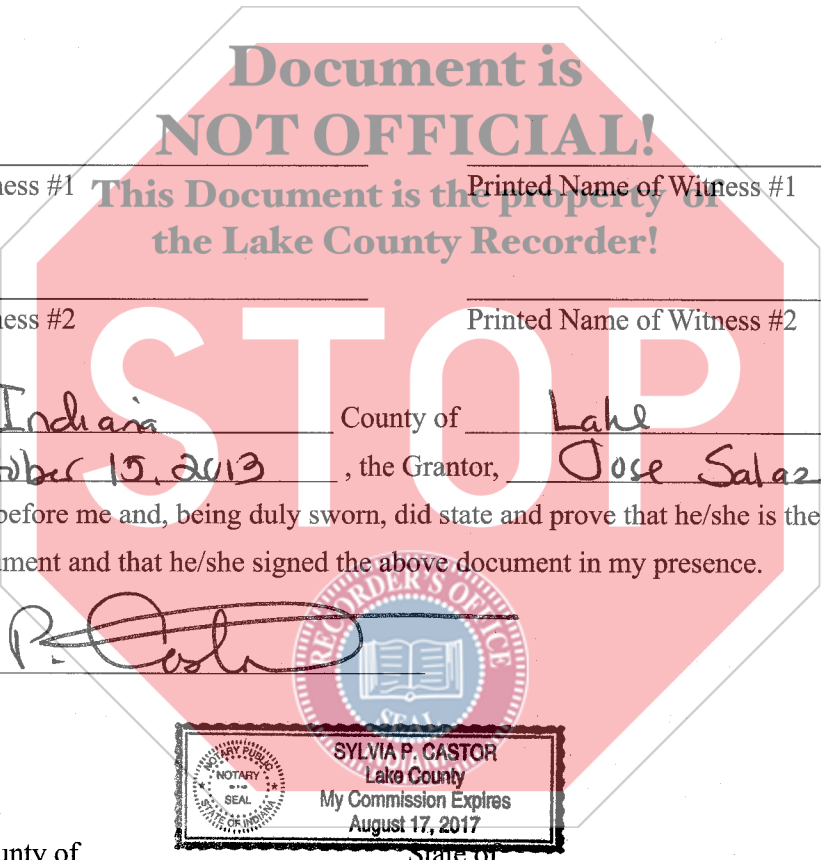 Document is
NOT OFFICIAL!
This Document is the property of
the Lake County Recorder!
ness #1 Printed Name of Witness #1
ness #2 Printed Name of Witness #2
STOP
Indiana County of Lake
ober 15, 2013 , the Grantor, Jose Salaz
before me and, being duly sworn, did state and prove that he/she is the
ment and that he/she signed the above document in my presence.
P. Castor
RECORDER'S OFFICE
SEAL
NOTARY PUBLIC
NOTARY
SEAL
STATE OF INDIANA
SYLVIA P. CASTOR
Lake County
My Commission Expires
August 17, 2017
unty of State of